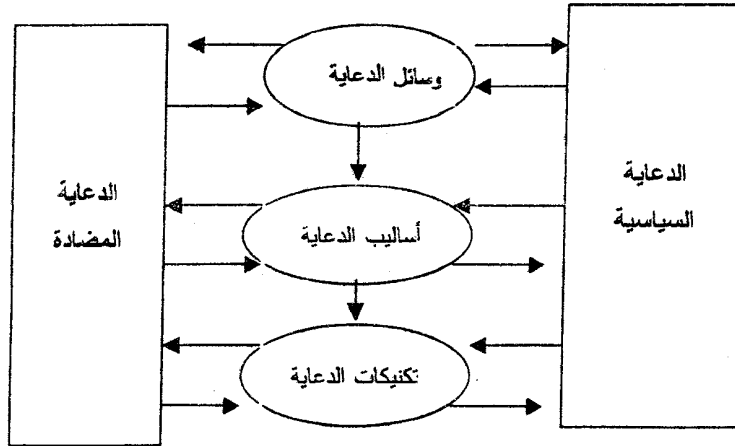 وسائل الدعاية
الدعاية
السياسية
الدعاية
المضادة
أساليب الدعاية
تكنيكات الدعاية